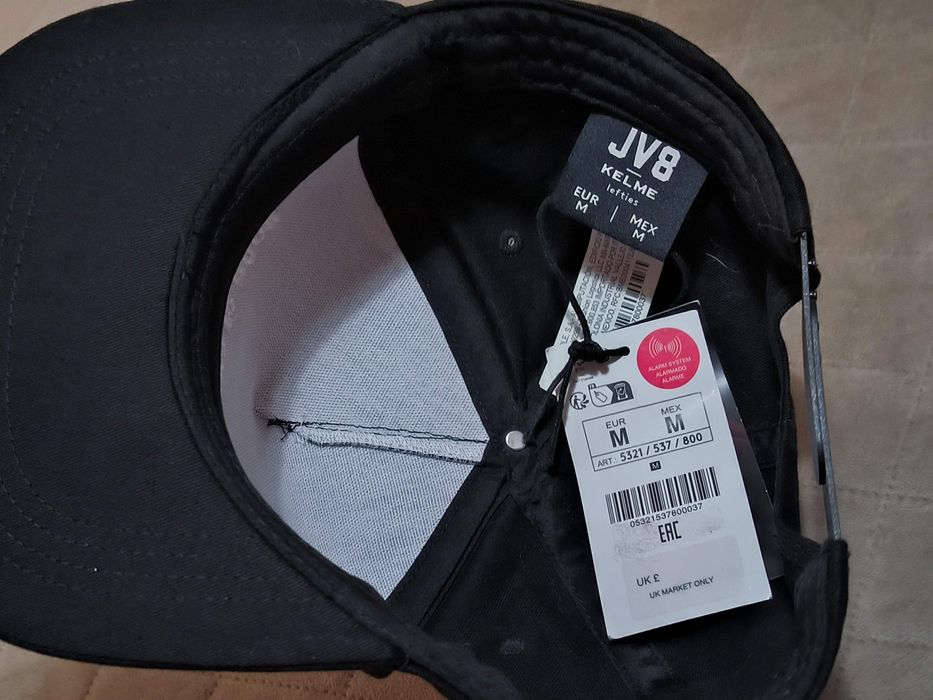 JV8
KELME
lefties
EUR | MEX
M M
ALARM SYSTEM
ALARMADO
ALARME
EUR MEX
M M
ART. 5321 / 537 / 800
M
05321537800037
EAC
UK £
UK MARKET ONLY